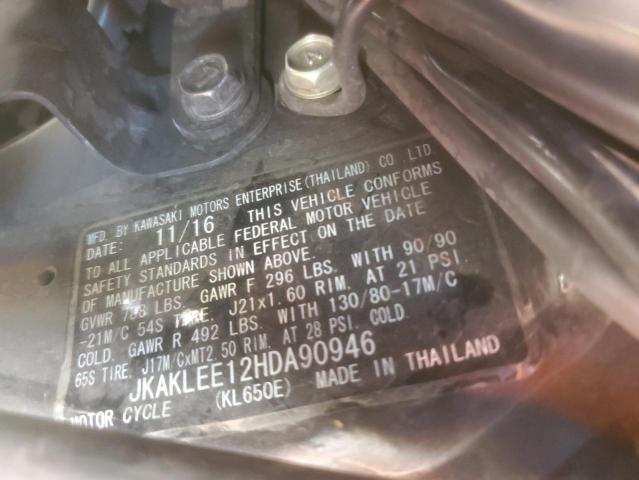 MFD. BY KAWASAKI MOTORS ENTERPRISE(THAILAND) CO .LTD
DATE: 11/16 THIS VEHICLE CONFORMS
TO ALL APPLICABLE FEDERAL MOTOR VEHICLE
SAFETY STANDARDS IN EFFECT ON THE DATE
OF MANUFACTURE SHOWN ABOVE.
GVWR 788 LBS. GAWR F 296 LBS. WITH 90/90
-21M/C 54S TIRE. J21x1.60 RIM. AT 21 PSI.
COLD. GAWR R 492 LBS. WITH 130/80-17M/C
65S TIRE. J17M/CxMT2.50 RIM. AT 28 PSI. COLD.
JKAKLEE12HDA90946
MOTOR CYCLE (KL650E) MADE IN THAILAND